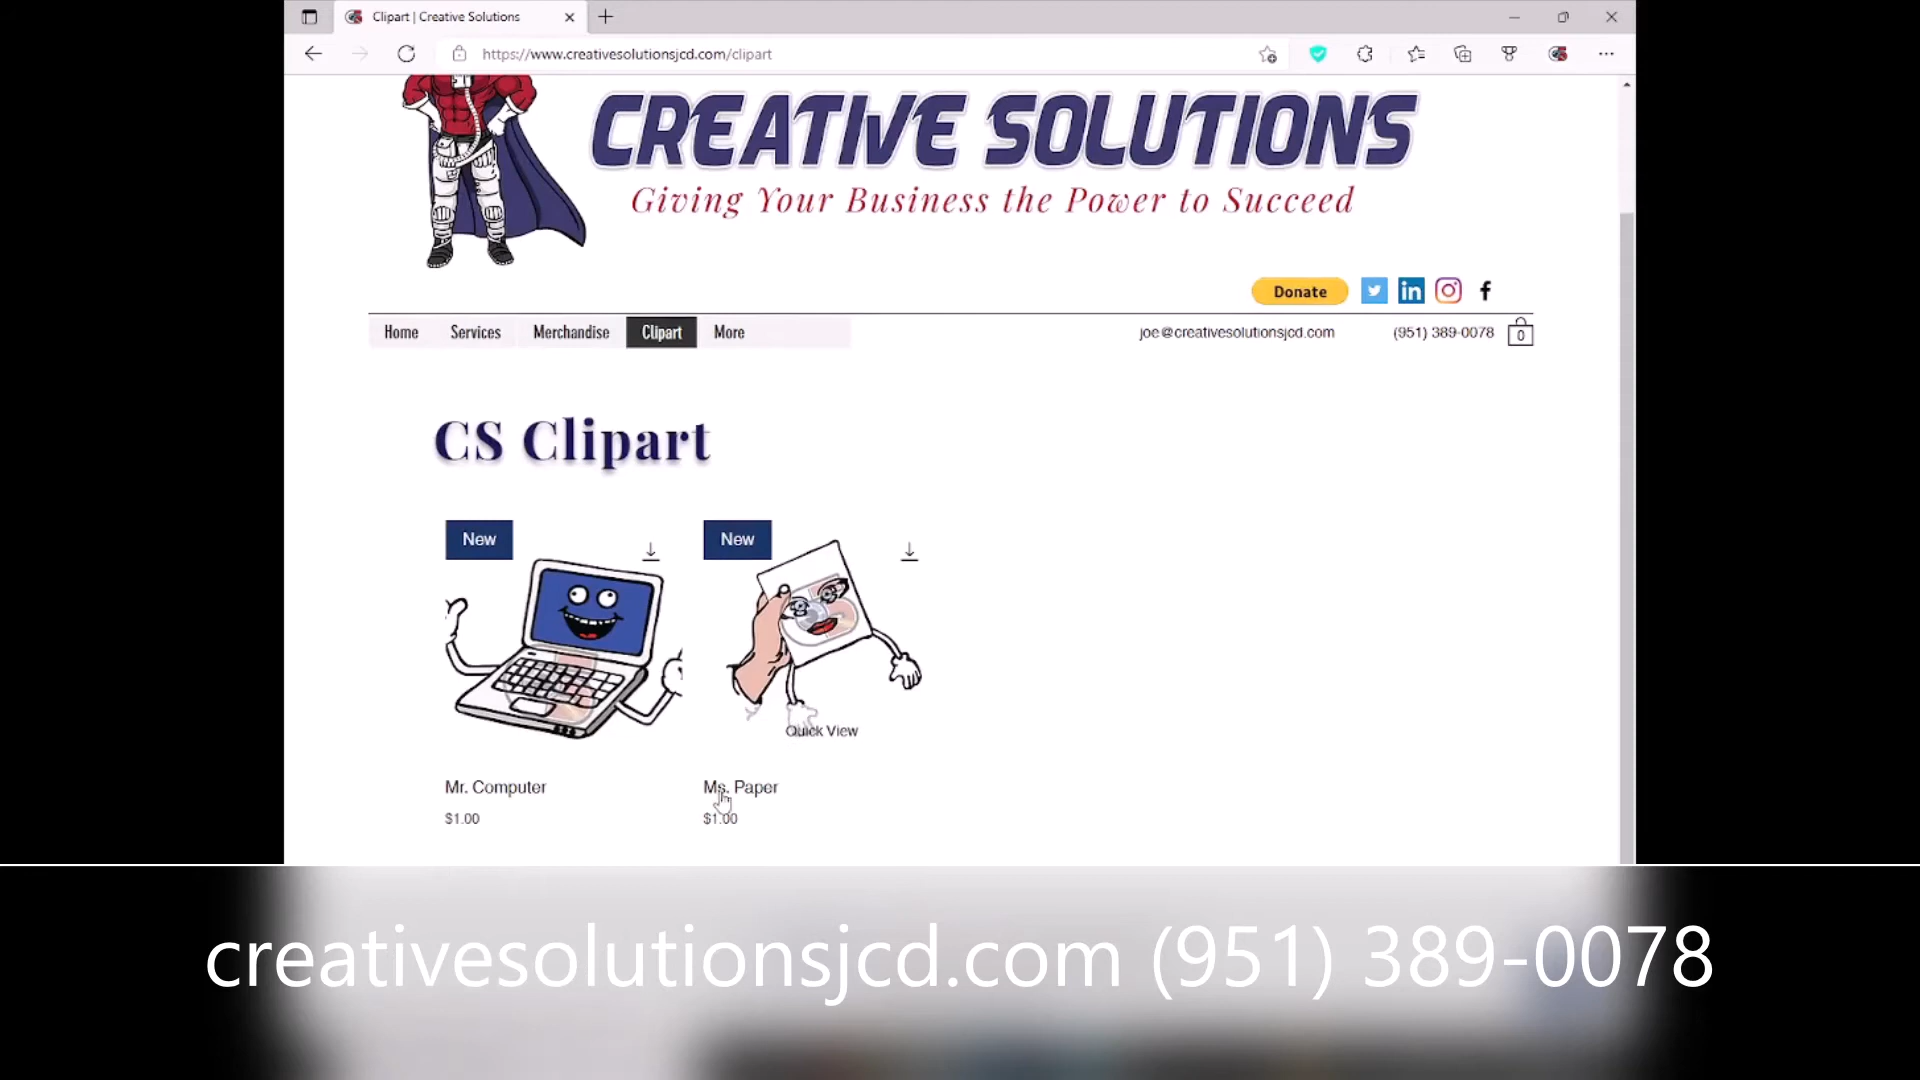 Clipart | Creative Solutions
https://www.creativesolutionsjcd.com/clipart
CREATIVE SOLUTIONS
Giving Your Business the Power to Succeed
Donate
Home Services Merchandise Clipart More
joe@creativesolutionsjcd.com (951) 389-0078 0
CS Clipart
New New
Quick View
Mr. Computer Ms. Paper
$1.00 $1.00
creativesolutionsjcd.com (951) 389-0078